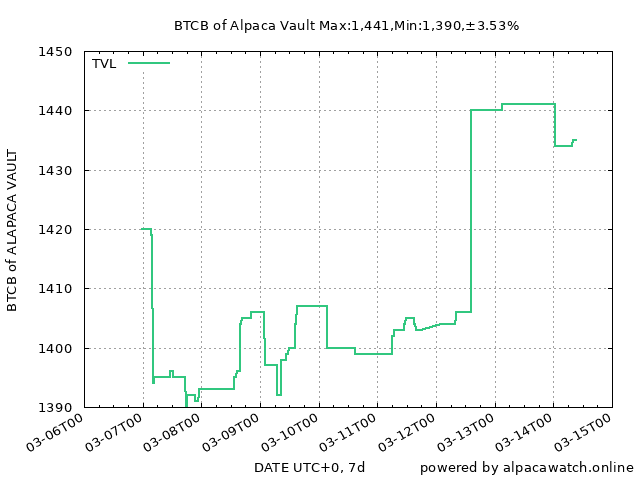 BTCB of Alpaca Vault Max:1,441,Min:1,390,±3.53%
1450
TVL
1440
1430
1420
1410
1400
1390
BTCB of ALAPACA VAULT
03-06T00
03-07T00
03-08T00
03-09T00
03-10T00
03-11T00
03-12T00
03-13T00
03-14T00
03-15T00
DATE UTC+0, 7d
powered by alpacawatch.online